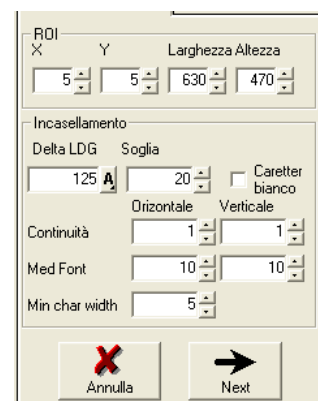 ROI
X Y Larghezza Altezza
5 5 630 470
Incasellamento
Delta LDG Soglia
125 A 20 Caretter
bianco
Orizontale Verticale
Continuità 1 1
Med Font 10 10
Min char width 5
Annulla Next